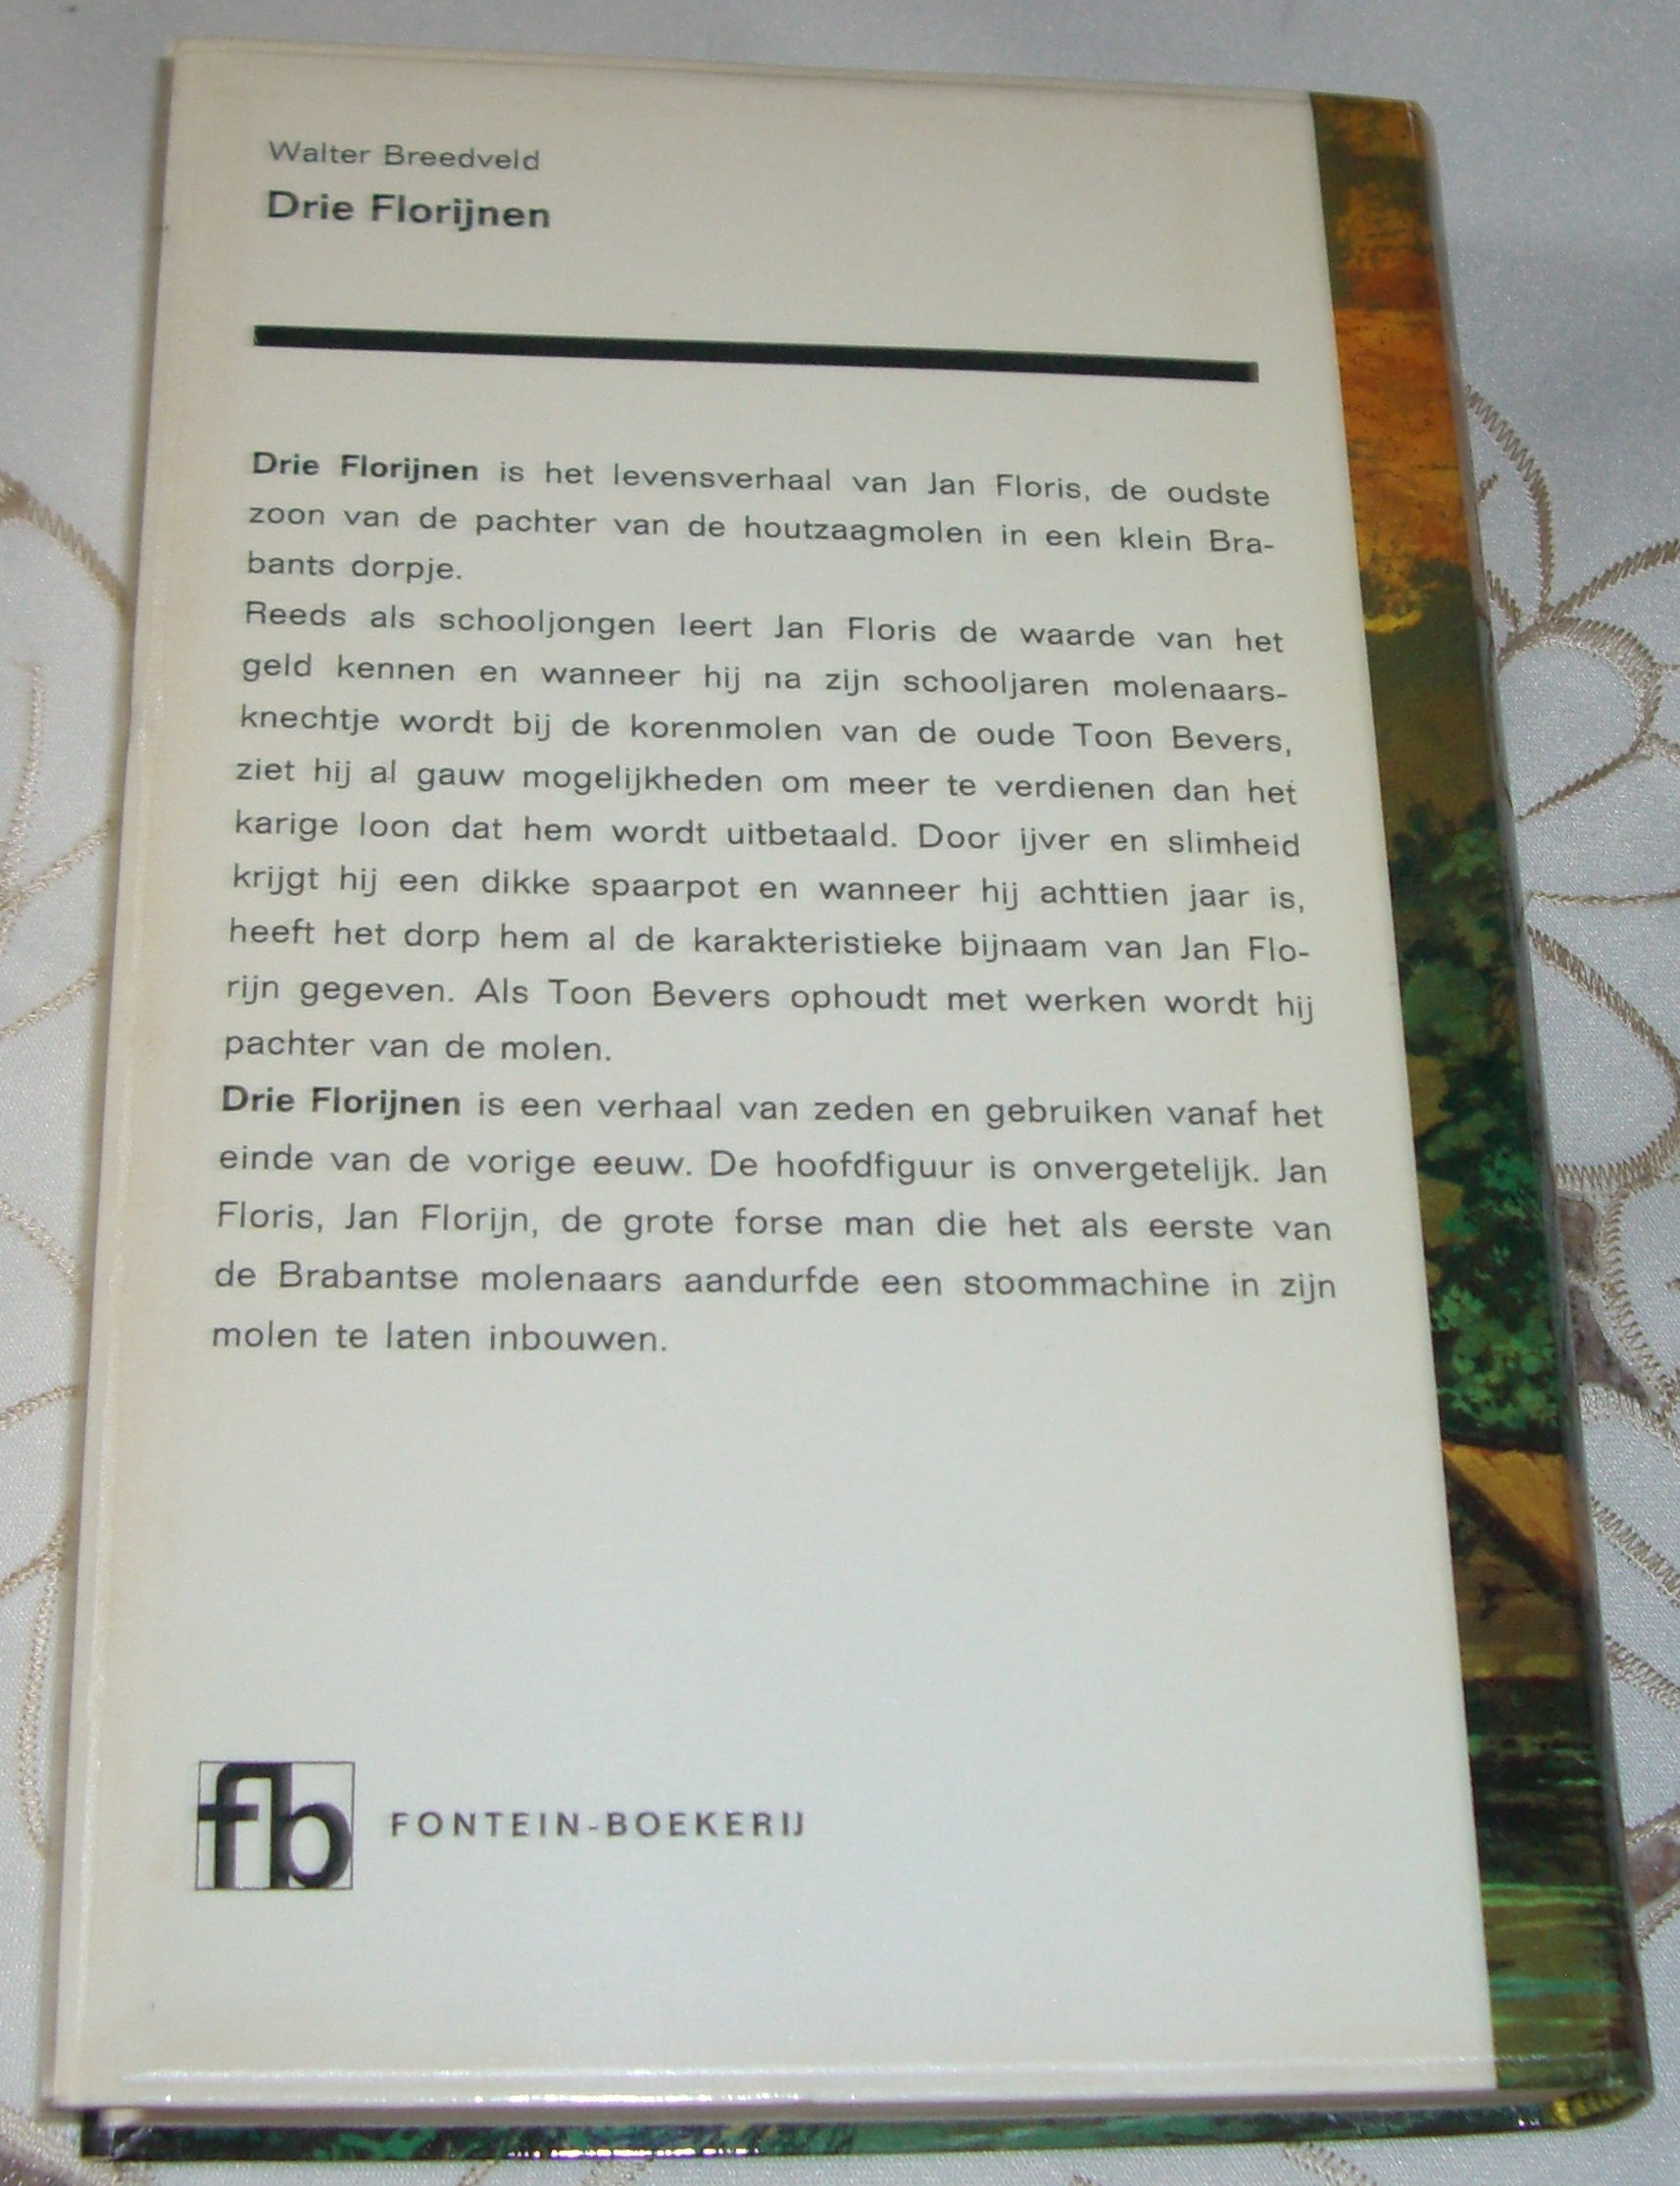 Walter Breedveld
Drie Florijnen
Drie Florijnen is het levensverhaal van Jan Floris, de oudste
zoon van de pachter van de houtzaagmolen in een klein Bra-
bants dorpje.
Reeds als schooljongen leert Jan Floris de waarde van het
geld kennen en wanneer hij na zijn schooljaren molenaars-
knechtje wordt bij de korenmolen van de oude Toon Bevers,
ziet hij al gauw mogelijkheden om meer te verdienen dan het
karige loon dat hem wordt uitbetaald. Door ijver en slimheid
krijgt hij een dikke spaarpot en wanneer hij achttien jaar is,
heeft het dorp hem al de karakteristieke bijnaam van Jan Flo-
rijn gegeven. Als Toon Bevers ophoudt met werken wordt hij
pachter van de molen.
Drie Florijnen is een verhaal van zeden en gebruiken vanaf het
einde van de vorige eeuw. De hoofdfiguur is onvergetelijk. Jan
Floris, Jan Florijn, de grote forse man die het als eerste van
de Brabantse molenaars aandurfde een stoommachine in zijn
molen te laten inbouwen.
fb FONTEIN-BOEKERIJ